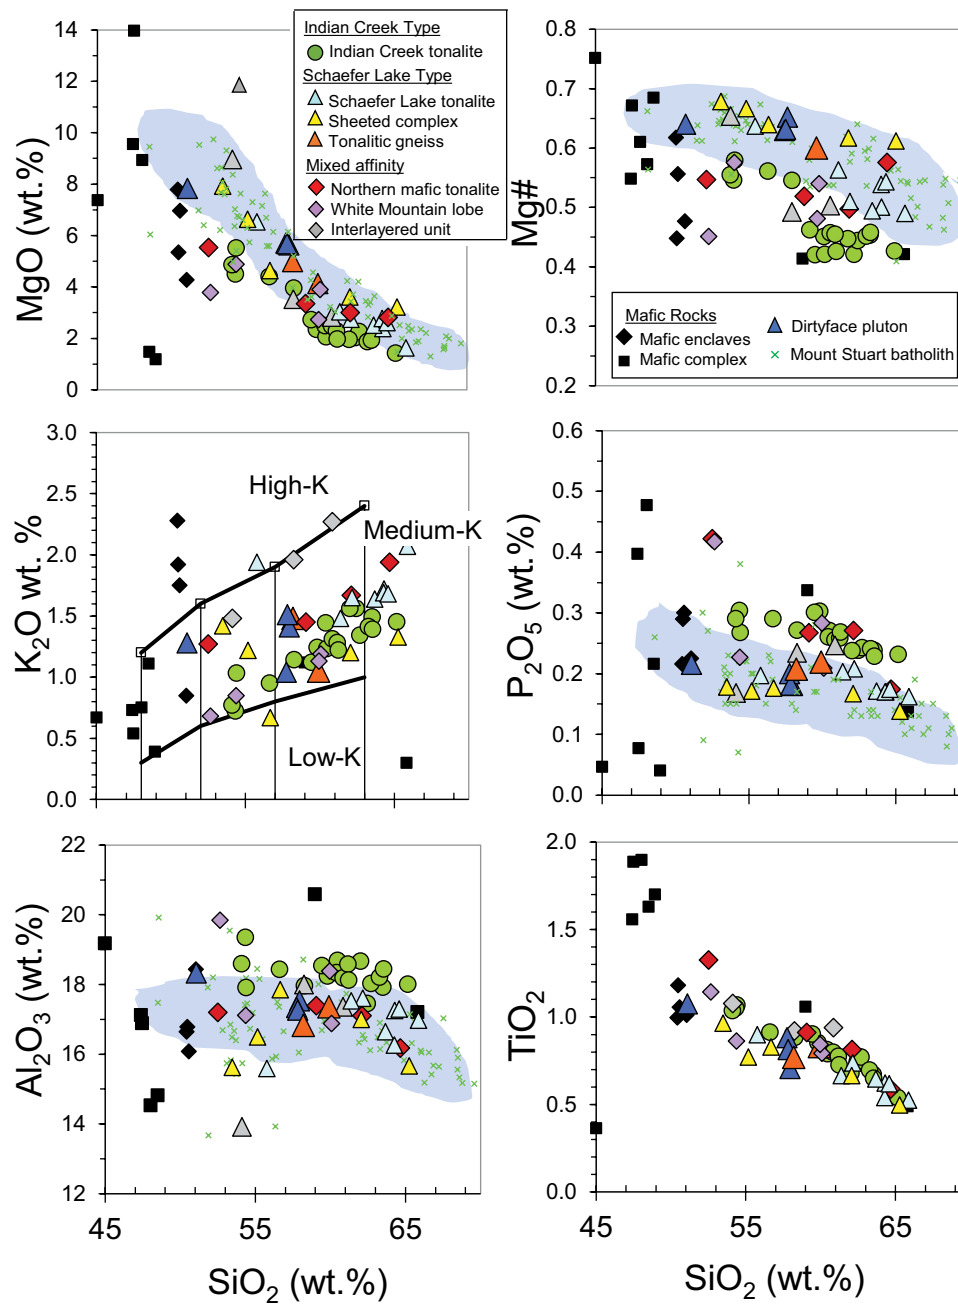 14
12
10
8
6
4
2
0
MgO (wt.%)
Indian Creek Type
Indian Creek tonalite
Schaefer Lake Type
Schaefer Lake tonalite
Sheeted complex
Tonalitic gneiss
Mixed affinity
Northern mafic tonalite
White Mountain lobe
Interlayered unit
0.8
0.7
0.6
0.5
0.4
0.3
0.2
Mg#
Mafic Rocks
Mafic enclaves
Mafic complex
Dirtyface pluton
Mount Stuart batholith
3.0
2.5
2.0
1.5
1.0
0.5
0.0
K2O wt. %
High-K
Medium-K
Low-K
0.6
0.5
0.4
0.3
0.2
0.1
0.0
P2O5 (wt.%)
22
20
18
16
14
12
Al2O3 (wt.%)
45 55 65
SiO2 (wt.%)
2.0
1.5
1.0
0.5
0.0
TiO2
45 55 65
SiO2 (wt.%)